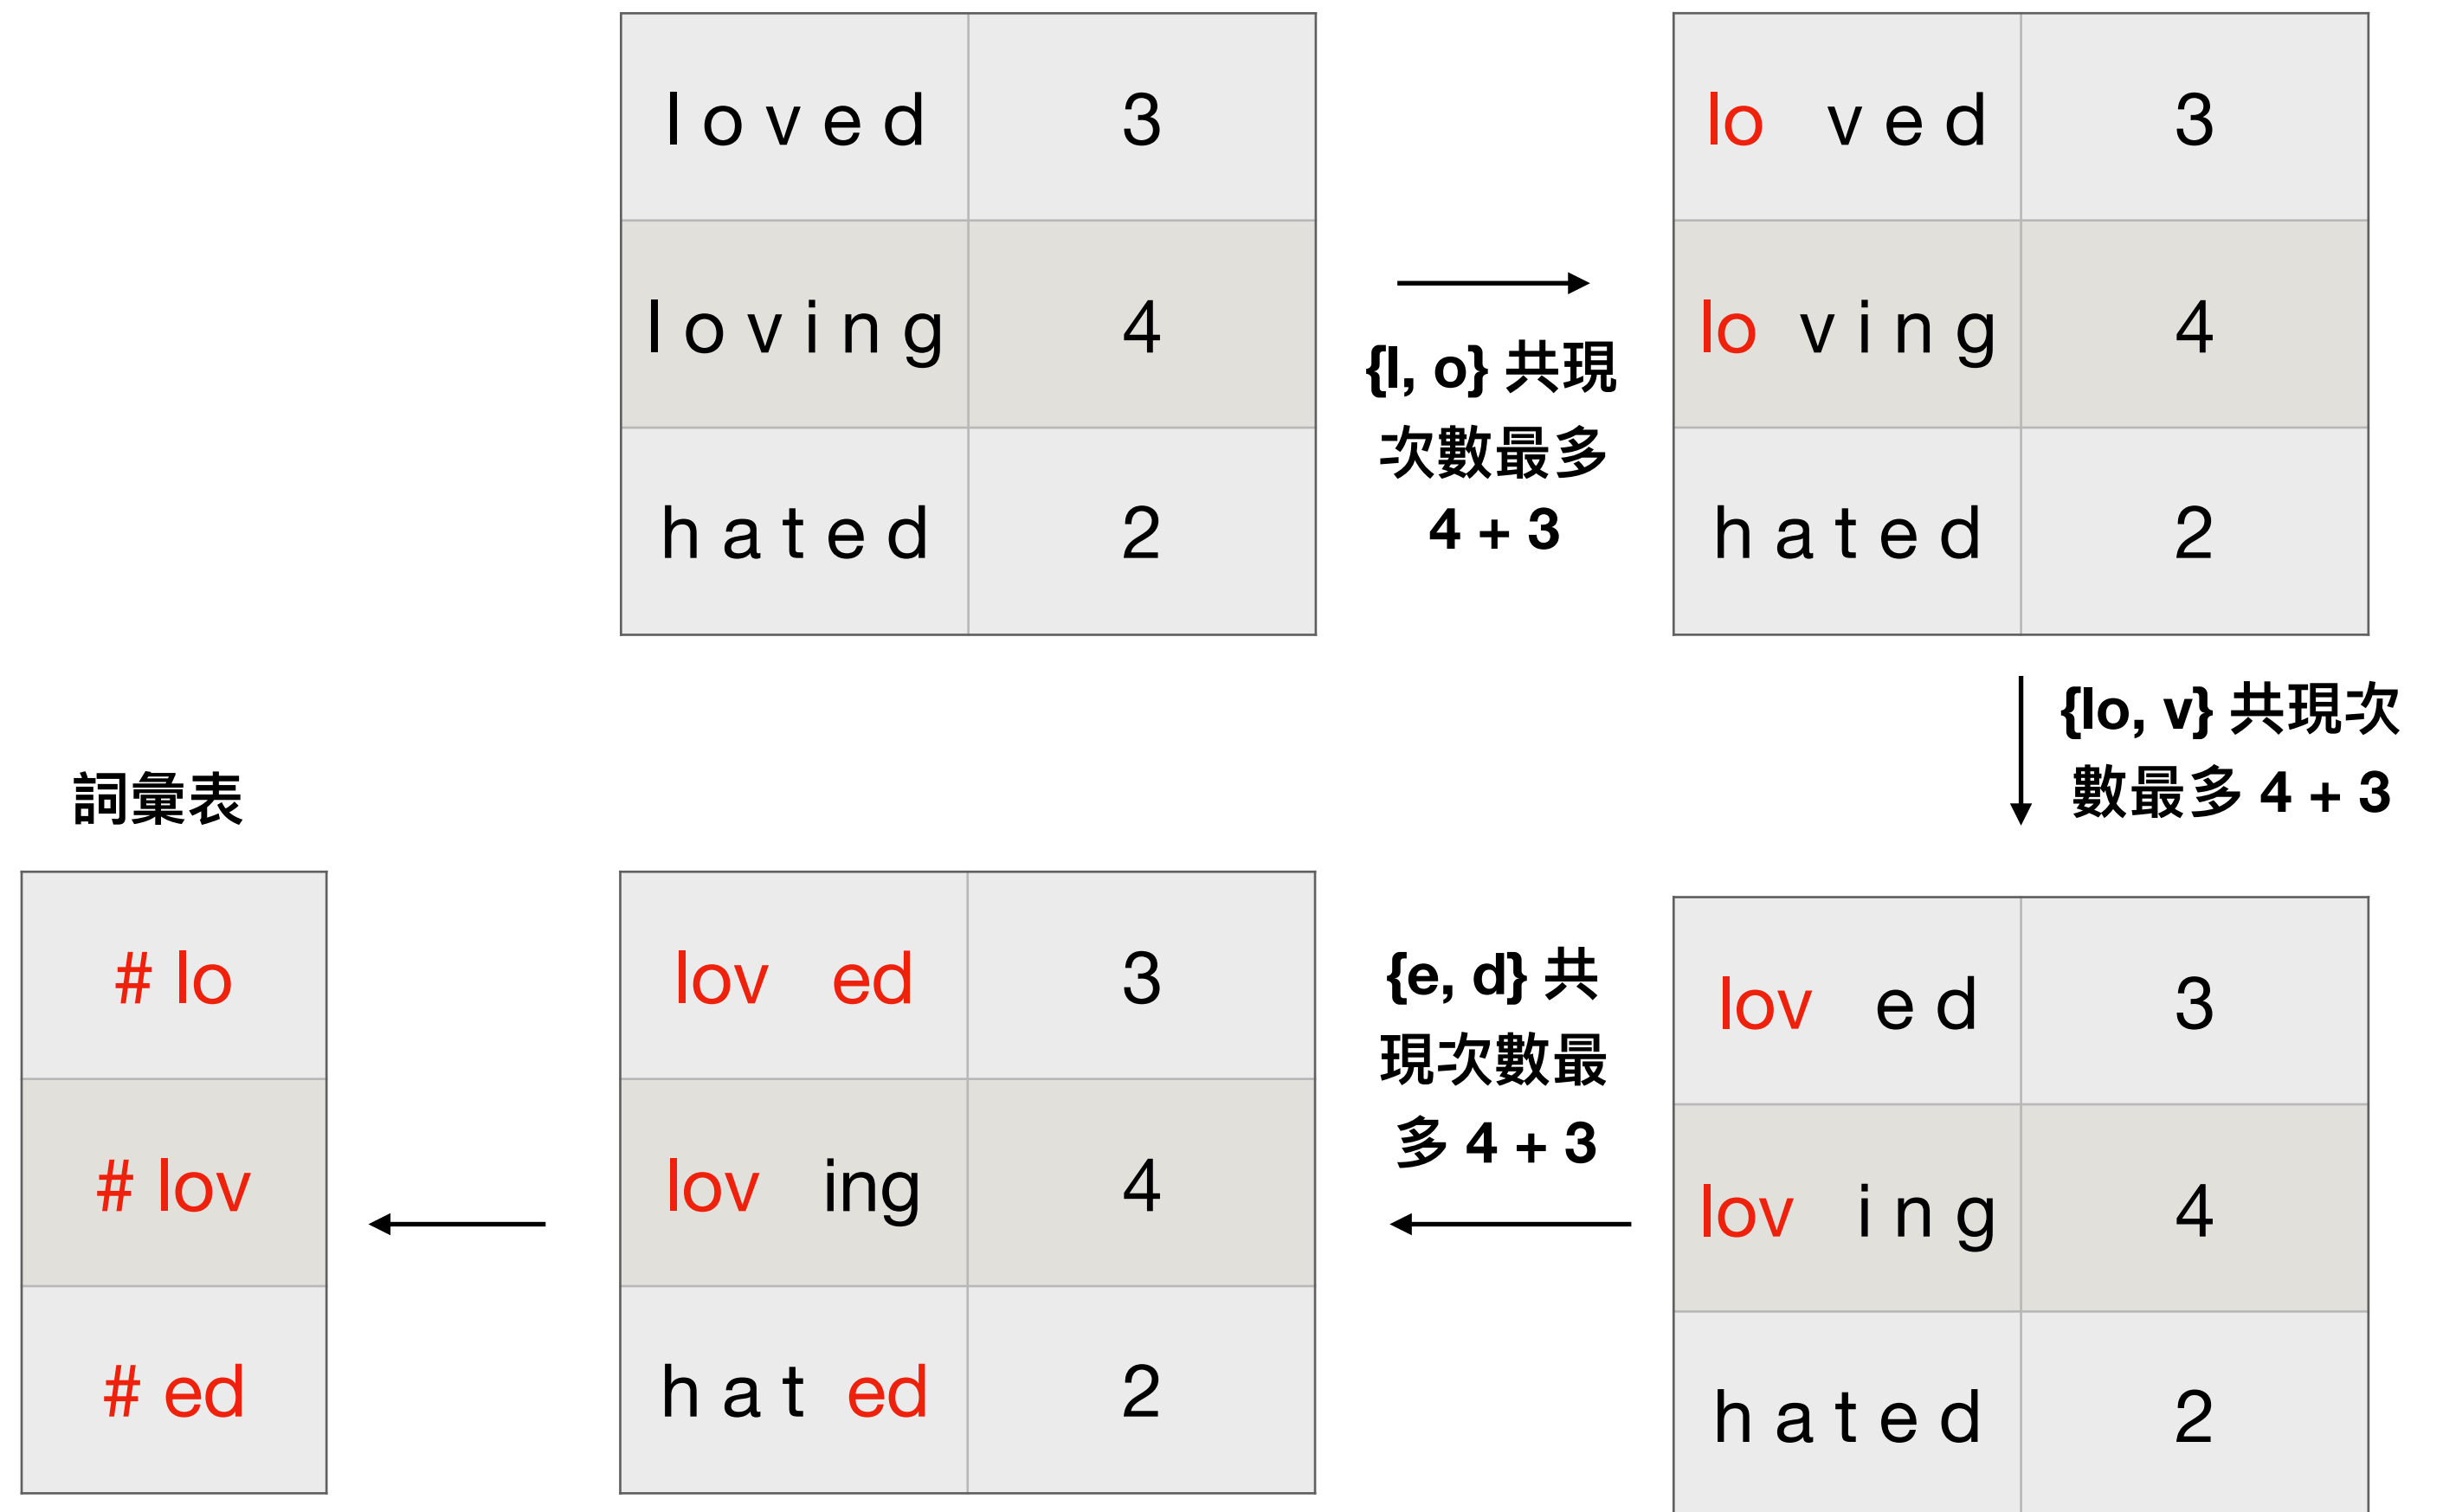 l o v e d 3
l o v i n g 4
h a t e d 2
{l, o} 共現
次數最多
4 + 3
lo v e d 3
lo v i n g 4
h a t e d 2
{lo, v} 共現次
數最多 4 + 3
lov e d 3
lov i n g 4
h a t e d 2
{e, d} 共
現次數最
多 4 + 3
lov ed 3
lov ing 4
h a t ed 2
詞彙表
# lo
# lov
# ed